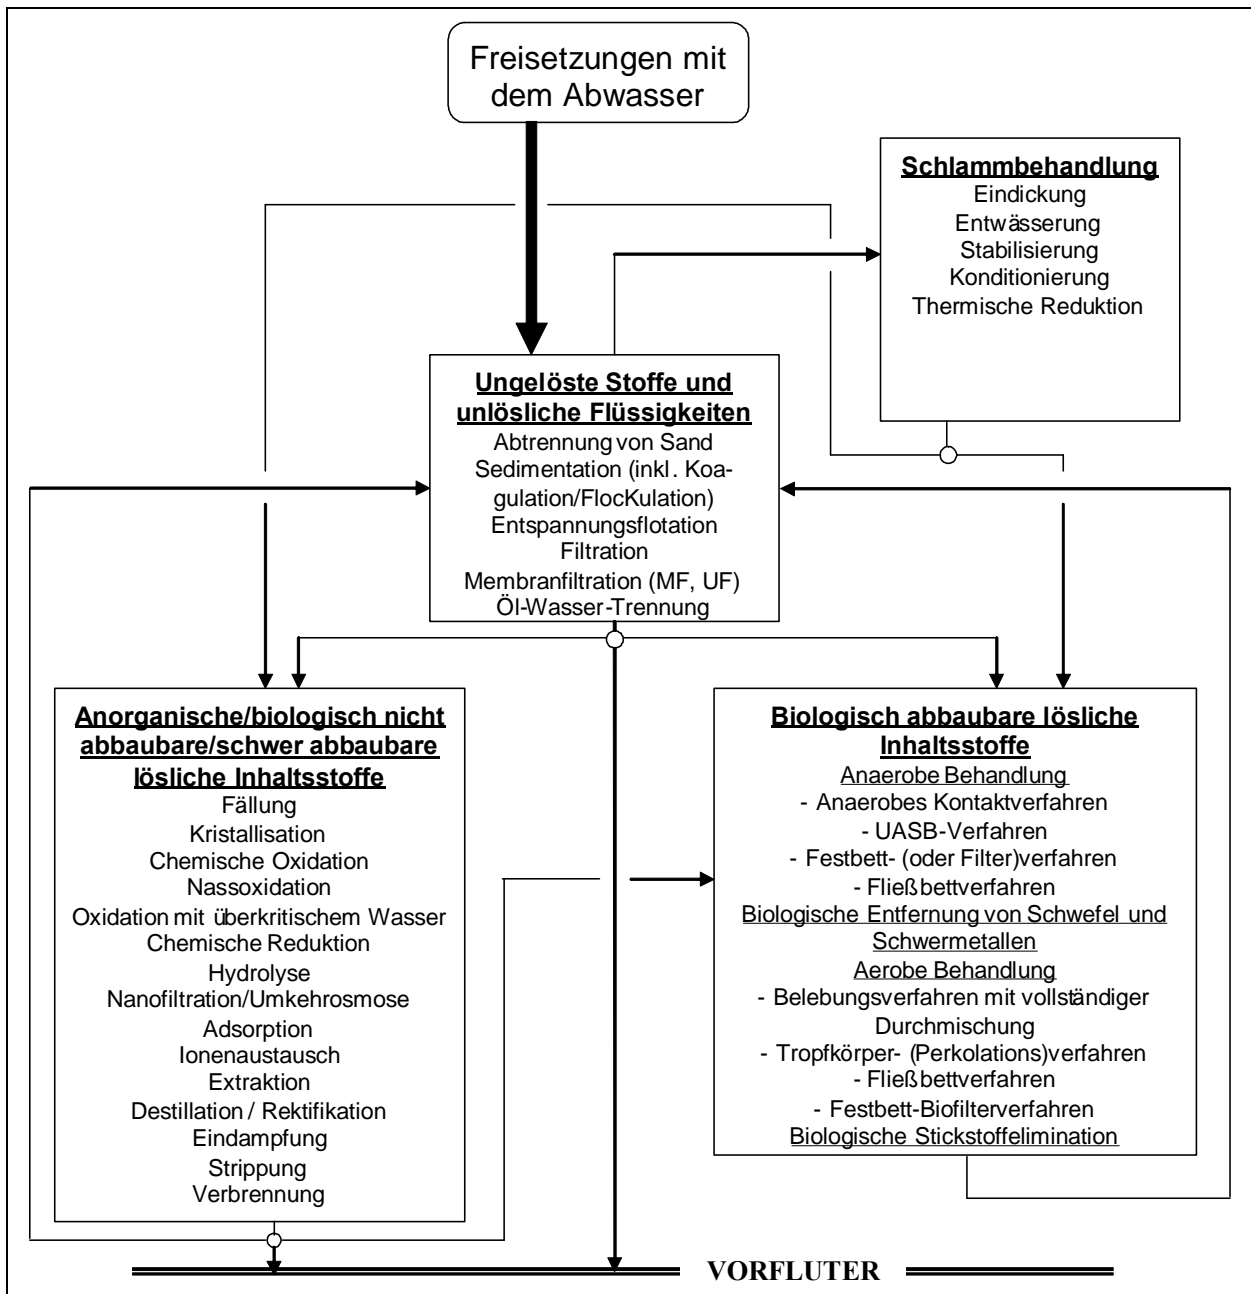 Freisetzungen mit
dem Abwasser
Schlammbehandlung
Eindickung
Entwässerung
Stabilisierung
Konditionierung
Thermische Reduktion
Ungelöste Stoffe und
unlösliche Flüssigkeiten
Abtrennung von Sand
Sedimentation (inkl. Koa-
gulation/FlocKulation)
Entspannungsflotation
Filtration
Membranfiltration (MF, UF)
Öl-Wasser-Trennung
Anorganische/biologisch nicht
abbaubare/schwer abbaubare
lösliche Inhaltsstoffe
Fällung
Kristallisation
Chemische Oxidation
Nassoxidation
Oxidation mit überkritischem Wasser
Chemische Reduktion
Hydrolyse
Nanofiltration/Umkehrosmose
Adsorption
Ionenaustausch
Extraktion
Destillation / Rektifikation
Eindampfung
Strippung
Verbrennung
Biologisch abbaubare lösliche
Inhaltsstoffe
Anaerobe Behandlung
- Anaerobes Kontaktverfahren
- UASB-Verfahren
- Festbett- (oder Filter)verfahren
- Fließbettverfahren
Biologische Entfernung von Schwefel und
Schwermetallen
Aerobe Behandlung
- Belebungsverfahren mit vollständiger
Durchmischung
- Tropfkörper- (Perkolations)verfahren
- Fließbettverfahren
- Festbett-Biofilterverfahren
Biologische Stickstoffelimination
VORFLUTER